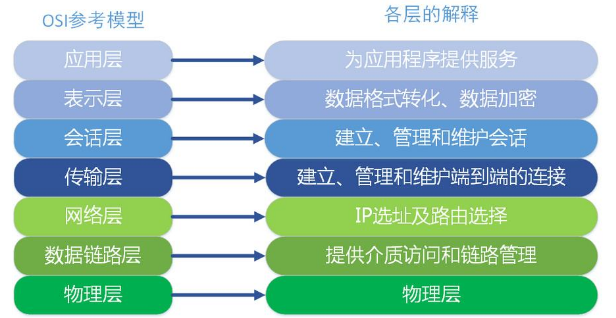 OSI参考模型 各层的解释
应用层 为应用程序提供服务
表示层 数据格式转化、数据加密
会话层 建立、管理和维护会话
传输层 建立、管理和维护端到端的连接
网络层 IP选址及路由选择
数据链路层 提供介质访问和链路管理
物理层 物理层